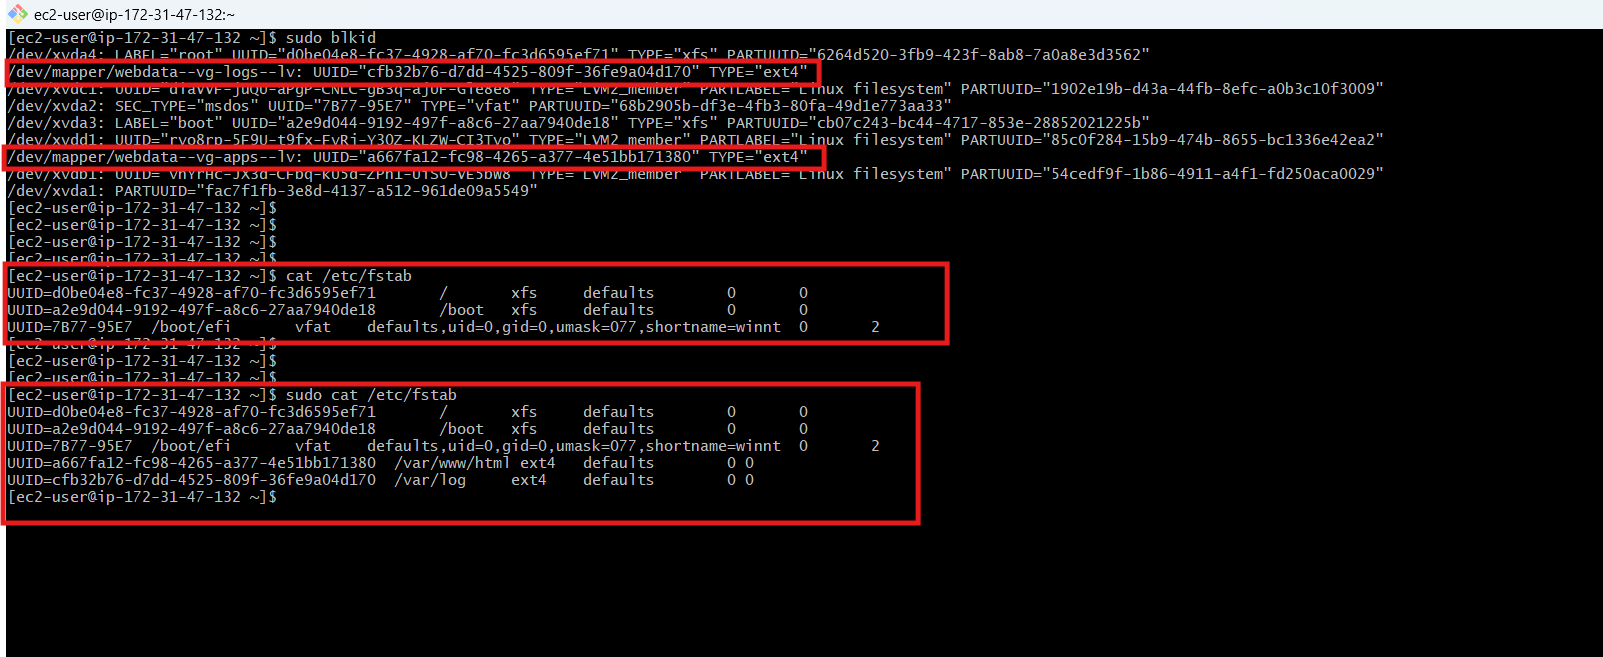 ec2-user@ip-172-31-47-132:~
[ec2-user@ip-172-31-47-132 ~]$ sudo blkid
/dev/xvda4: LABEL="root" UUID="d0be04e8-fc37-4928-af70-fc3d6595ef71" TYPE="xfs" PARTUUID="6264d520-3fb9-423f-8ab8-7a0a8e3d3562"
/dev/mapper/webdata--vg-logs--lv: UUID="cfb32b76-d7dd-4525-809f-36fe9a04d170" TYPE="ext4"
/dev/xvdc1: TYPE="LVM2_member" PARTLABEL="Linux filesystem" PARTUUID="1902e19b-d43a-44fb-8efc-a0b3c10f3009"
/dev/xvda2: SEC_TYPE="msdos" UUID="7B77-95E7" TYPE="vfat" PARTUUID="68b2905b-df3e-4fb3-80fa-49d1e773aa33"
/dev/xvda3: LABEL="boot" UUID="a2e9d044-9192-497f-a8c6-27aa7940de18" TYPE="xfs" PARTUUID="cb07c243-bc44-4717-853e-28852021225b"
/dev/xvdd1: TYPE="LVM2_member" PARTLABEL="Linux filesystem" PARTUUID="85c0f284-15b9-474b-8655-bc1336e42ea2"
/dev/mapper/webdata--vg-apps--lv: UUID="a667fa12-fc98-4265-a377-4e51bb171380" TYPE="ext4"
/dev/xvdb1: TYPE="LVM2_member" PARTLABEL="Linux filesystem" PARTUUID="54cedf9f-1b86-4911-a4f1-fd250aca0029"
/dev/xvda1: PARTUUID="fac7f1fb-3e8d-4137-a512-961de09a5549"
[ec2-user@ip-172-31-47-132 ~]$
[ec2-user@ip-172-31-47-132 ~]$
[ec2-user@ip-172-31-47-132 ~]$
[ec2-user@ip-172-31-47-132 ~]$
[ec2-user@ip-172-31-47-132 ~]$ cat /etc/fstab
UUID=d0be04e8-fc37-4928-af70-fc3d6595ef71 / xfs defaults 0 0
UUID=a2e9d044-9192-497f-a8c6-27aa7940de18 /boot xfs defaults 0 0
UUID=7B77-95E7 /boot/efi vfat defaults,uid=0,gid=0,umask=077,shortname=winnt 0 2
[ec2-user@ip-172-31-47-132 ~]$
[ec2-user@ip-172-31-47-132 ~]$
[ec2-user@ip-172-31-47-132 ~]$
[ec2-user@ip-172-31-47-132 ~]$ sudo cat /etc/fstab
UUID=d0be04e8-fc37-4928-af70-fc3d6595ef71 / xfs defaults 0 0
UUID=a2e9d044-9192-497f-a8c6-27aa7940de18 /boot xfs defaults 0 0
UUID=7B77-95E7 /boot/efi vfat defaults,uid=0,gid=0,umask=077,shortname=winnt 0 2
UUID=a667fa12-fc98-4265-a377-4e51bb171380 /var/www/html ext4 defaults 0 0
UUID=cfb32b76-d7dd-4525-809f-36fe9a04d170 /var/log ext4 defaults 0 0
[ec2-user@ip-172-31-47-132 ~]$